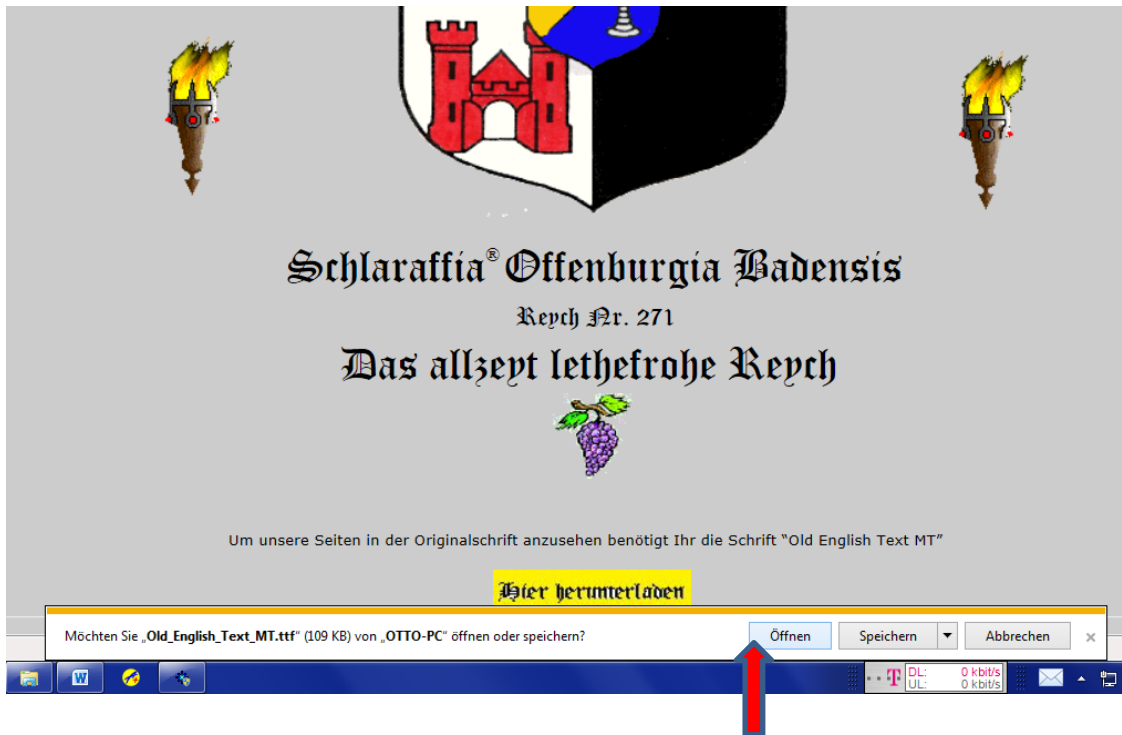 Schlaraffia® Offenburgia Badensis
Reych Nr. 271
Das allzeyt lethefrohe Reych
Um unsere Seiten in der Originalschrift anzusehen benötigt Ihr die Schrift “Old English Text MT”
Hier herunterladen
Möchten Sie „Old_English_Text_MT.ttf“ (109 KB) von „OTTO-PC“ öffnen oder speichern? Öffnen Speichern Abbrechen
T DL: 0 kbit/s
UL: 0 kbit/s